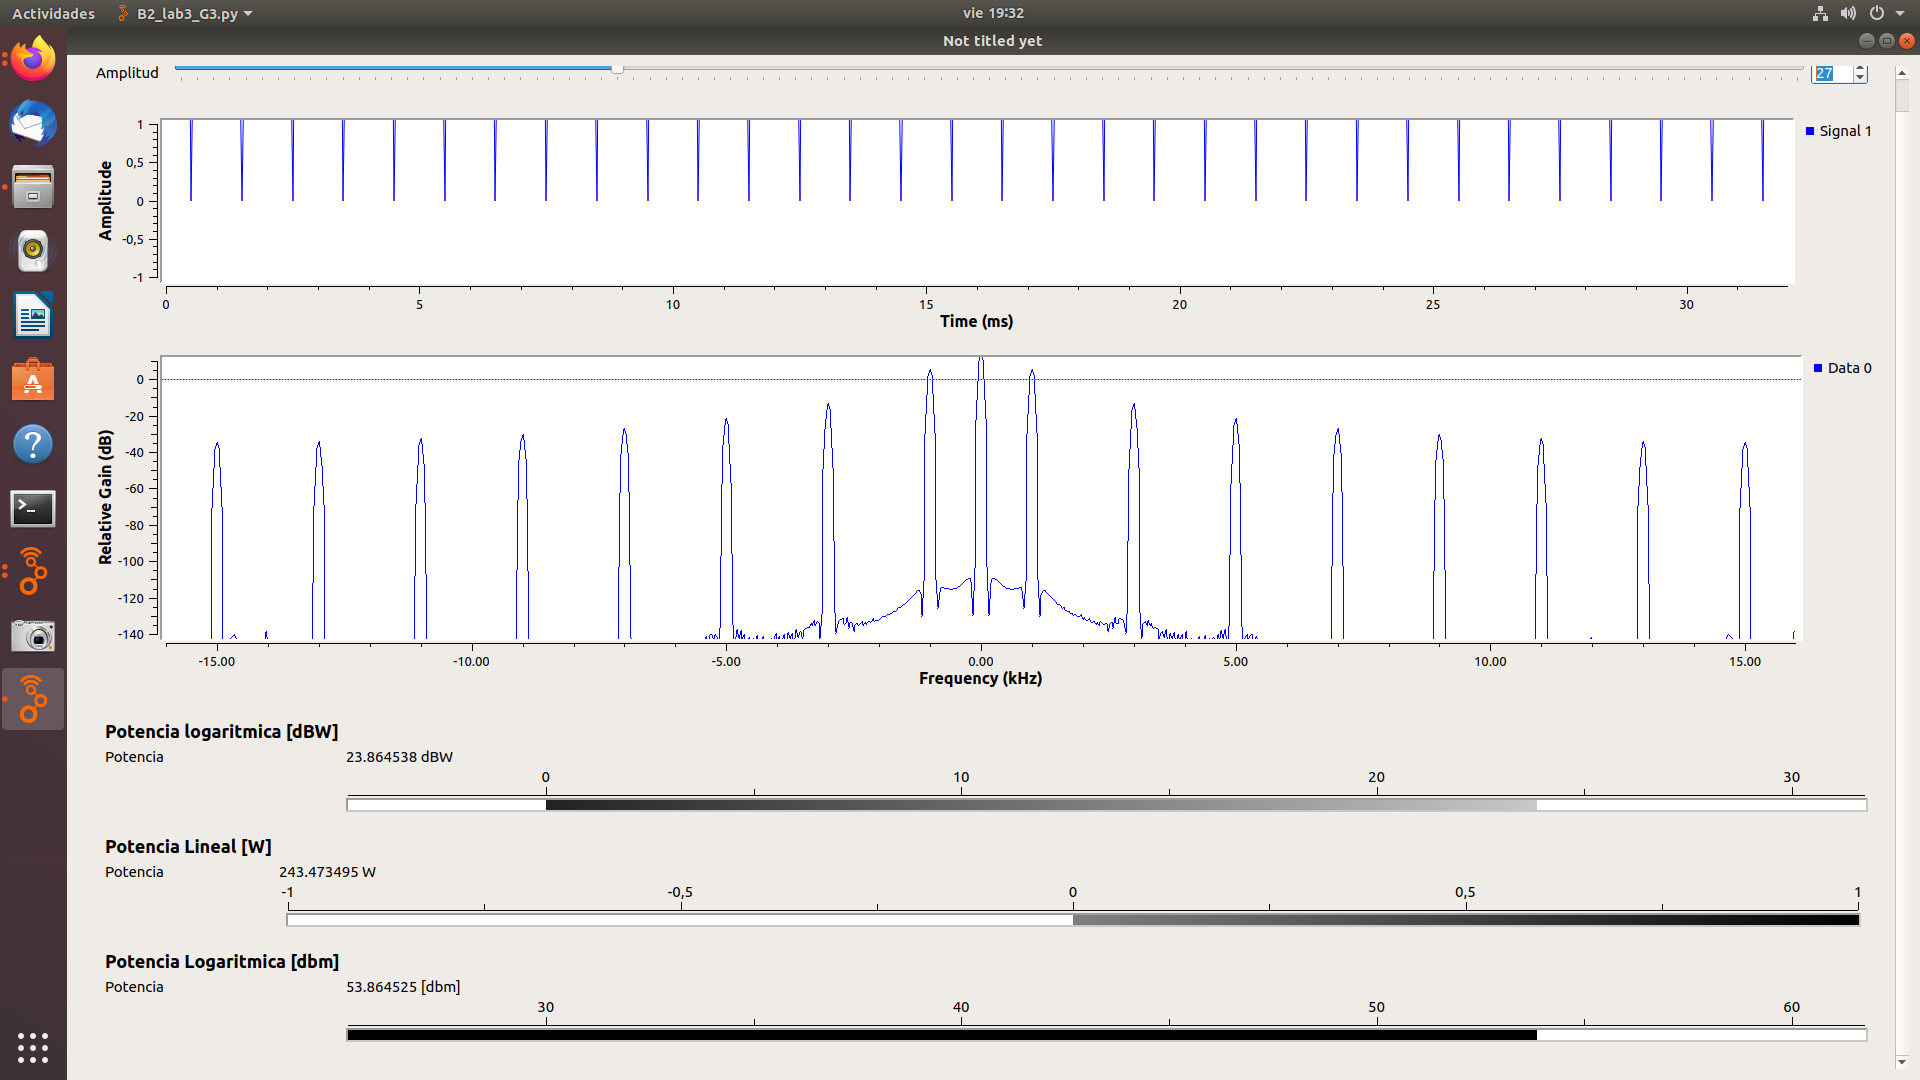 Actividades B2_lab3_G3.py vie 19:32
Not titled yet
Amplitud 27
1
0,5
0
-0,5
-1
Amplitude
Signal 1
0 5 10 15 20 25 30
Time (ms)
0
-20
-40
-60
-80
-100
-120
-140
Relative Gain (dB)
Data 0
-15.00 -10.00 -5.00 0.00 5.00 10.00 15.00
Frequency (kHz)
Potencia logaritmica [dBW]
Potencia 23.864538 dBW
0 10 20 30
Potencia Lineal [W]
Potencia 243.473495 W
-1 -0,5 0 0,5 1
Potencia Logaritmica [dbm]
Potencia 53.864525 [dbm]
30 40 50 60